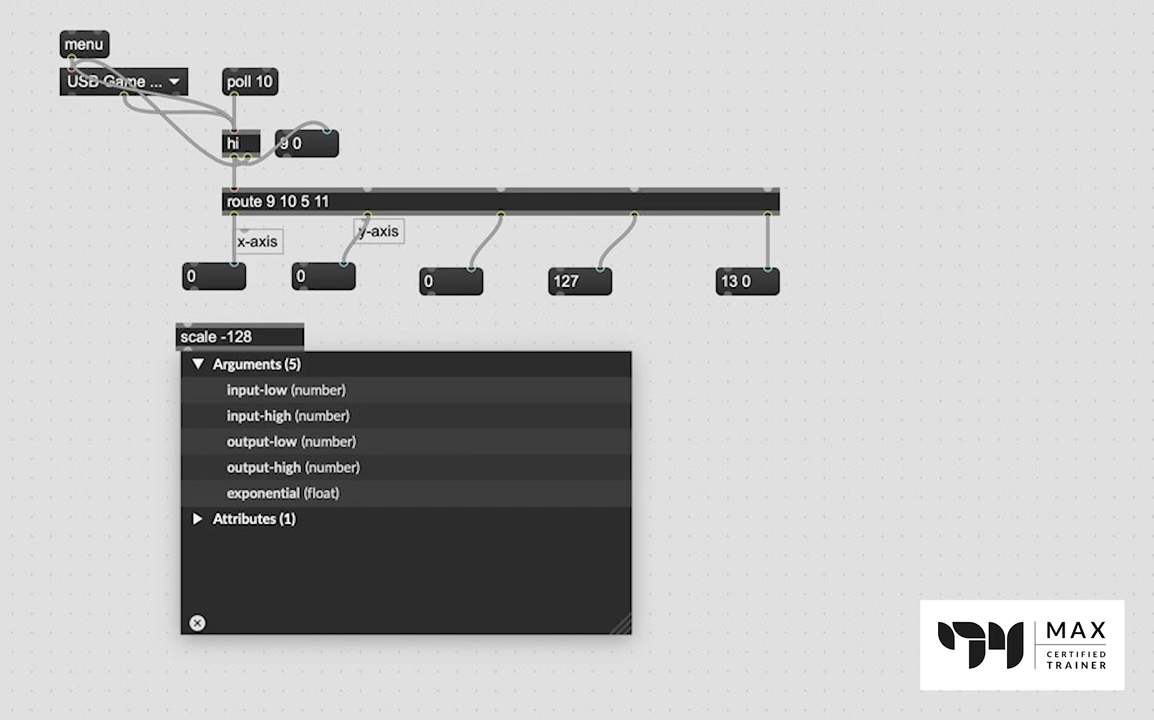 menu
USB Game ...
poll 10
hi
9 0
route 9 10 5 11
x-axis
y-axis
0
0
0
127
13 0
scale -128
Arguments (5)
input-low (number)
input-high (number)
output-low (number)
output-high (number)
exponential (float)
Attributes (1)
MAX
CERTIFIED
TRAINER